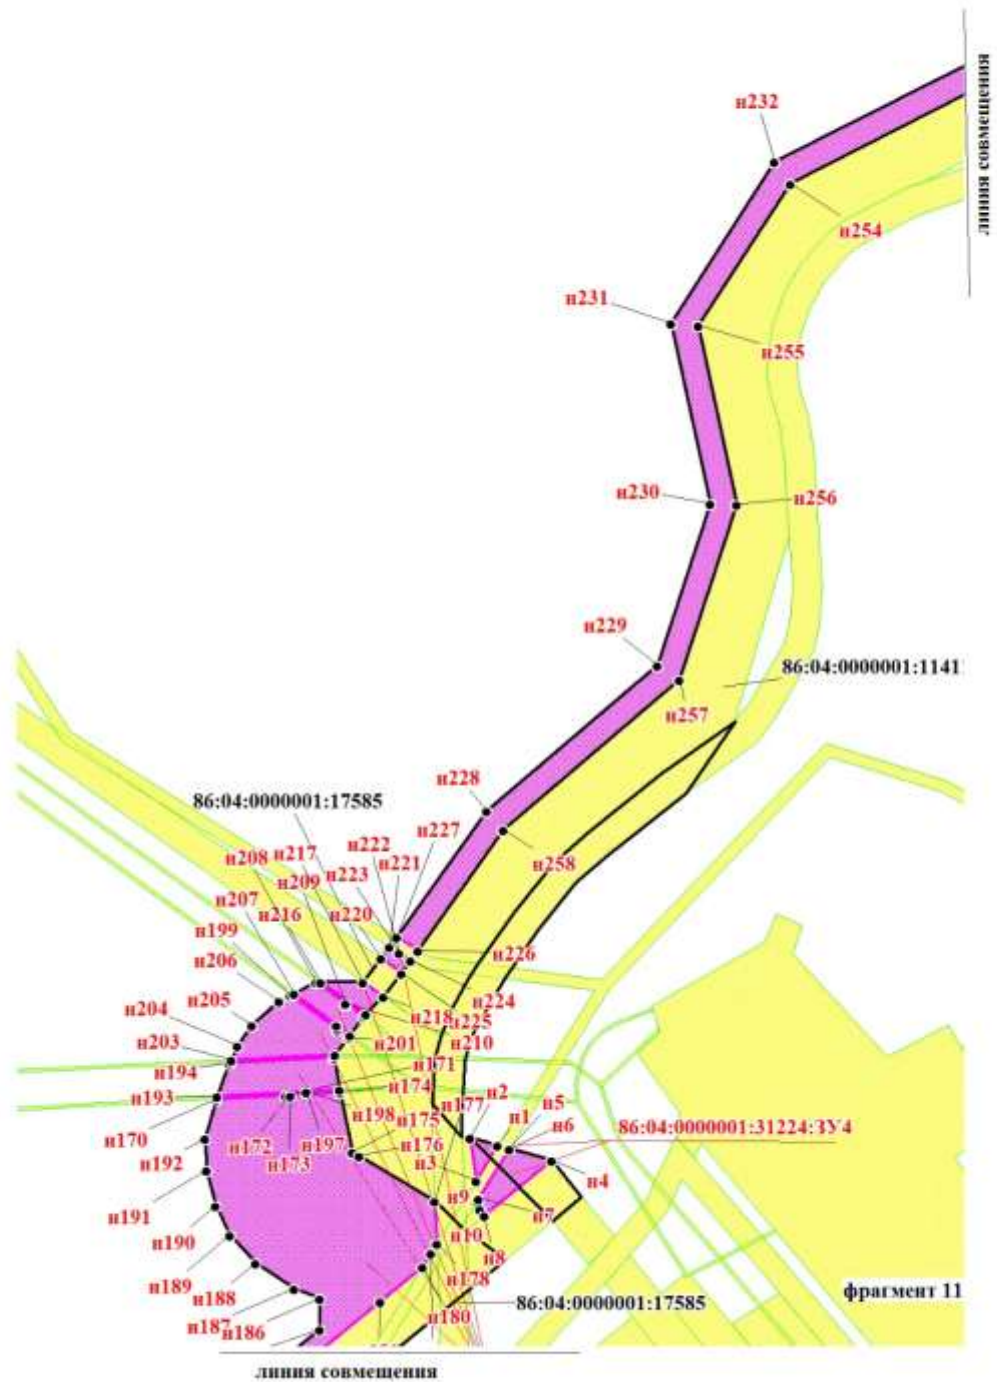 линия совмещения
н232
н254
н231
н255
н230
н256
н229
86:04:0000001:1141
н257
н228
86:04:0000001:17585
н222
н227
н221
н258
н208
н217
н223
н209
н207
н220
н216
н199
н226
н206
н224
н204
н205
н218
н225
н203
н201
н210
н194
н171
н193
н174
н2
н177
н5
н198
н175
н1
н6
86:04:0000001:31224:ЗУ4
н170
н172
н197
н176
н173
н3
н4
н192
н9
н7
н191
н10
н8
н190
н178
н189
н188
86:04:0000001:17585
фрагмент 11
н187
н186
н180
линия совмещения